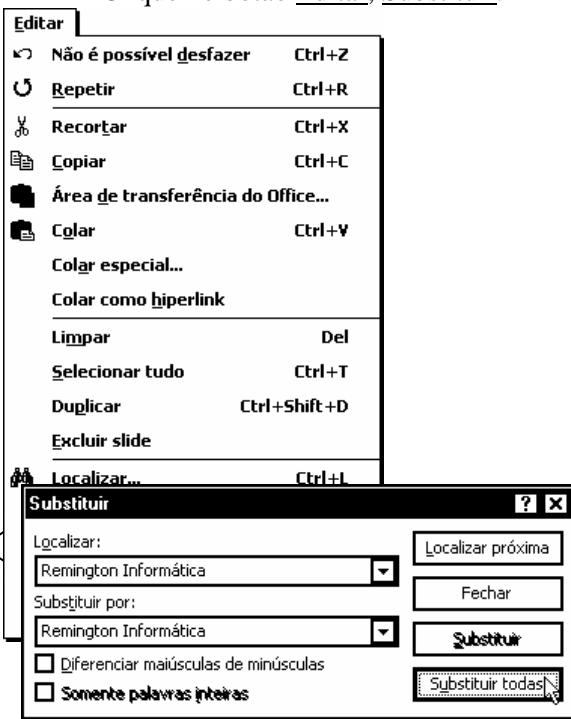 Editar
Não é possível desfazer Ctrl+Z
Repetir Ctrl+R
Recortar Ctrl+X
Copiar Ctrl+C
Área de transferência do Office...
Colar Ctrl+V
Colar especial...
Colar como hiperlink
Limpar Del
Selecionar tudo Ctrl+T
Duplicar Ctrl+Shift+D
Excluir slide
Localizar... Ctrl+L
Substituir
Localizar:
Remington Informática
Localizar próxima
Fechar
Substituir por:
Remington Informática
Substituir
Diferenciar maiúsculas de minúsculas
Somente palavras inteiras
Substituir todas